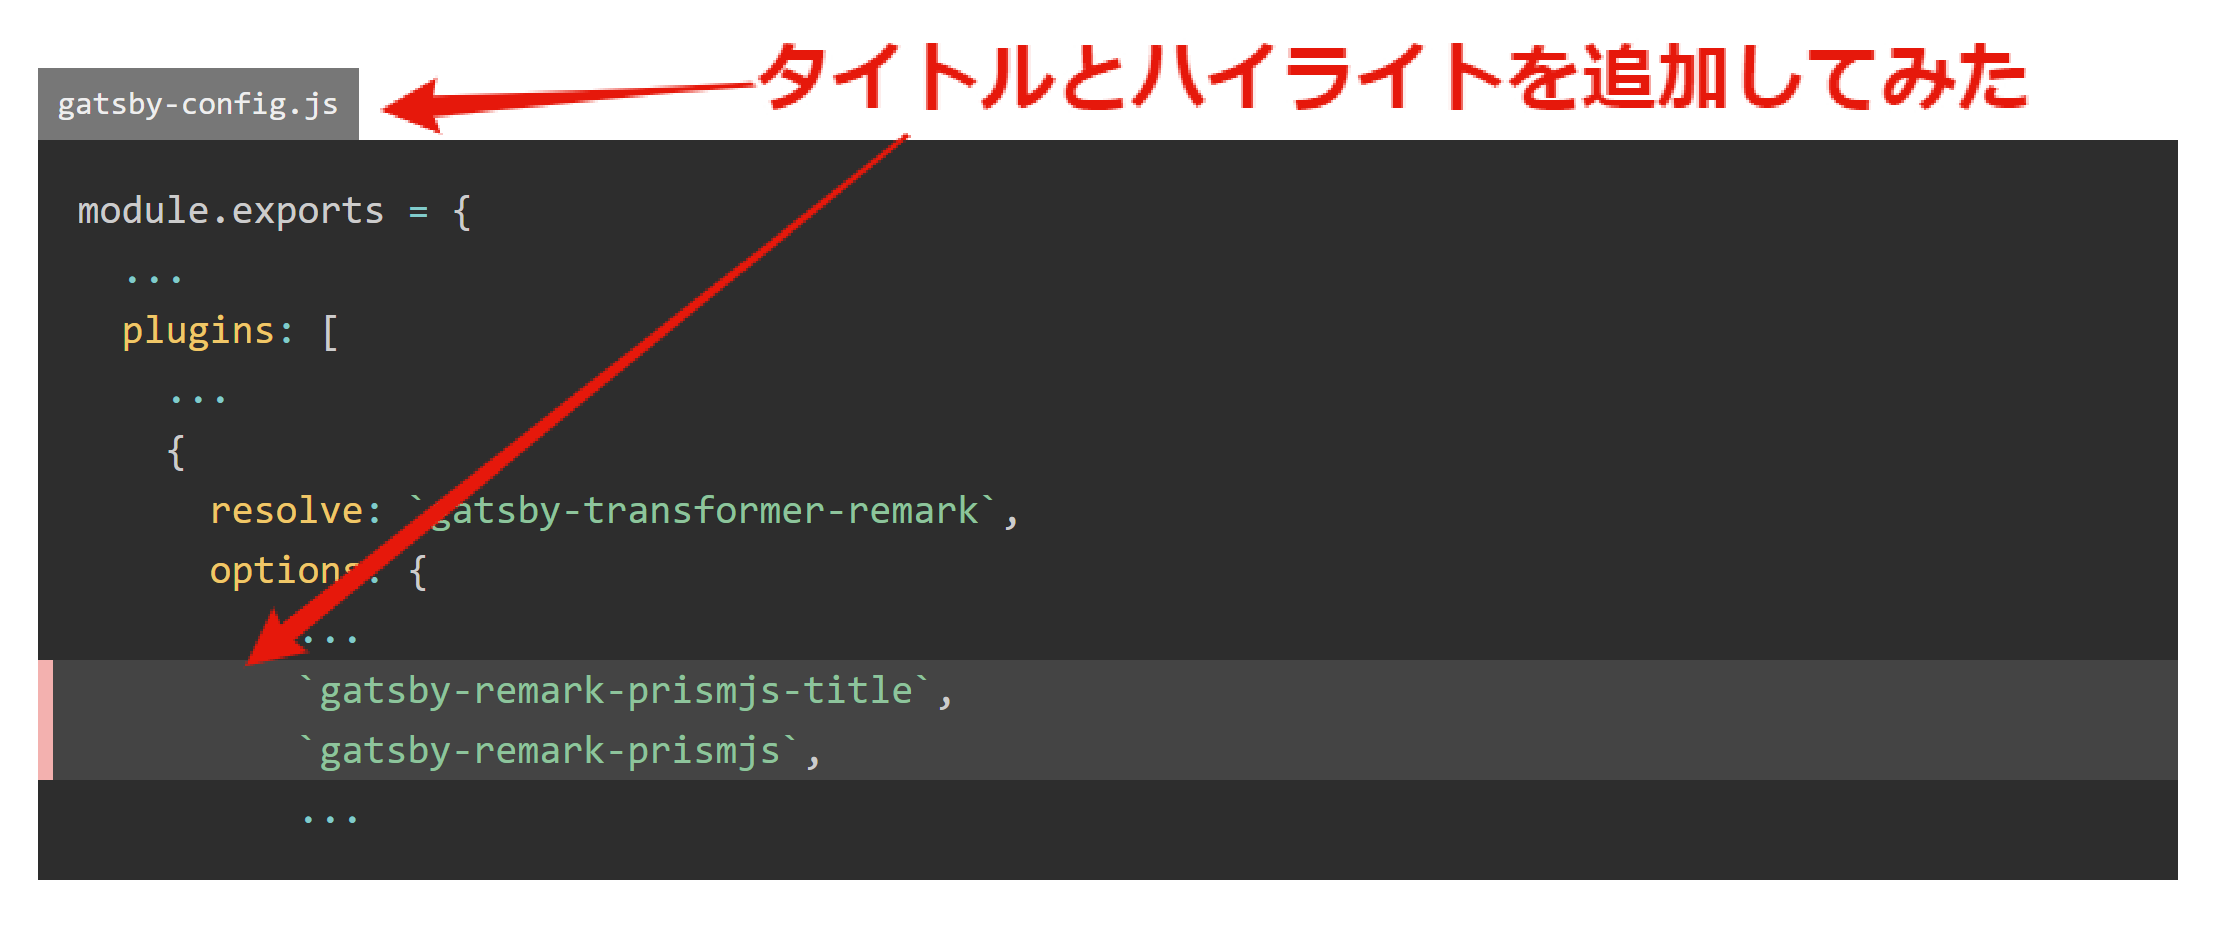 タイトルとハイライトを追加してみた
gatsby-config.js
module.exports = {
  ...
  plugins: [
    ...
    {
      resolve: `gatsby-transformer-remark`,
      options: {
          ...
          `gatsby-remark-prismjs-title`,
          `gatsby-remark-prismjs`,
          ...